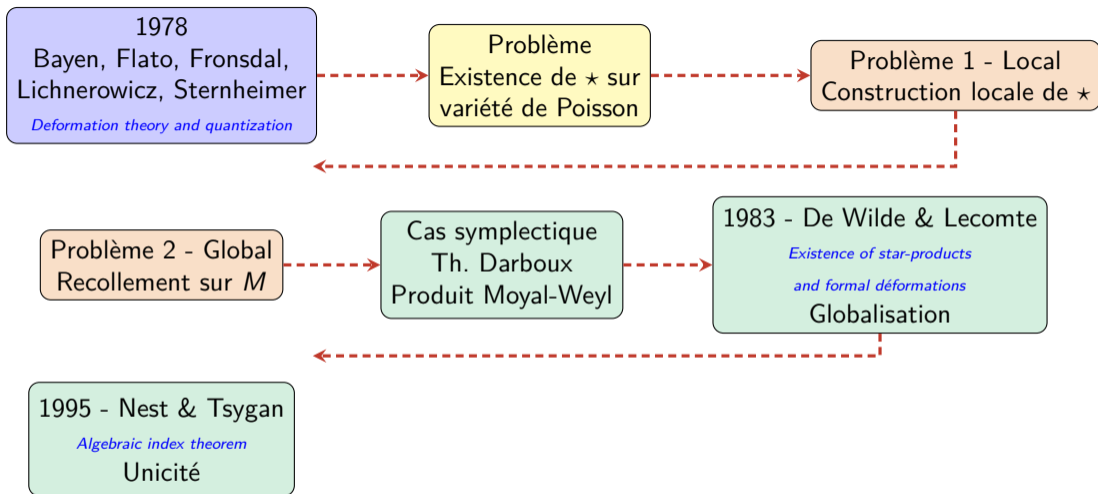 1978
Bayen, Flato, Fronsdal,
Lichnerowicz, Sternheimer
Deformation theory and quantization
Problème
Existence de ⋆ sur
variété de Poisson
Problème 1 - Local
Construction locale de ⋆
Problème 2 - Global
Recollement sur M
Cas symplectique
Th. Darboux
Produit Moyal-Weyl
1983 - De Wilde & Lecomte
Existence of star-products
and formal déformations
Globalisation
1995 - Nest & Tsygan
Algebraic index theorem
Unicité